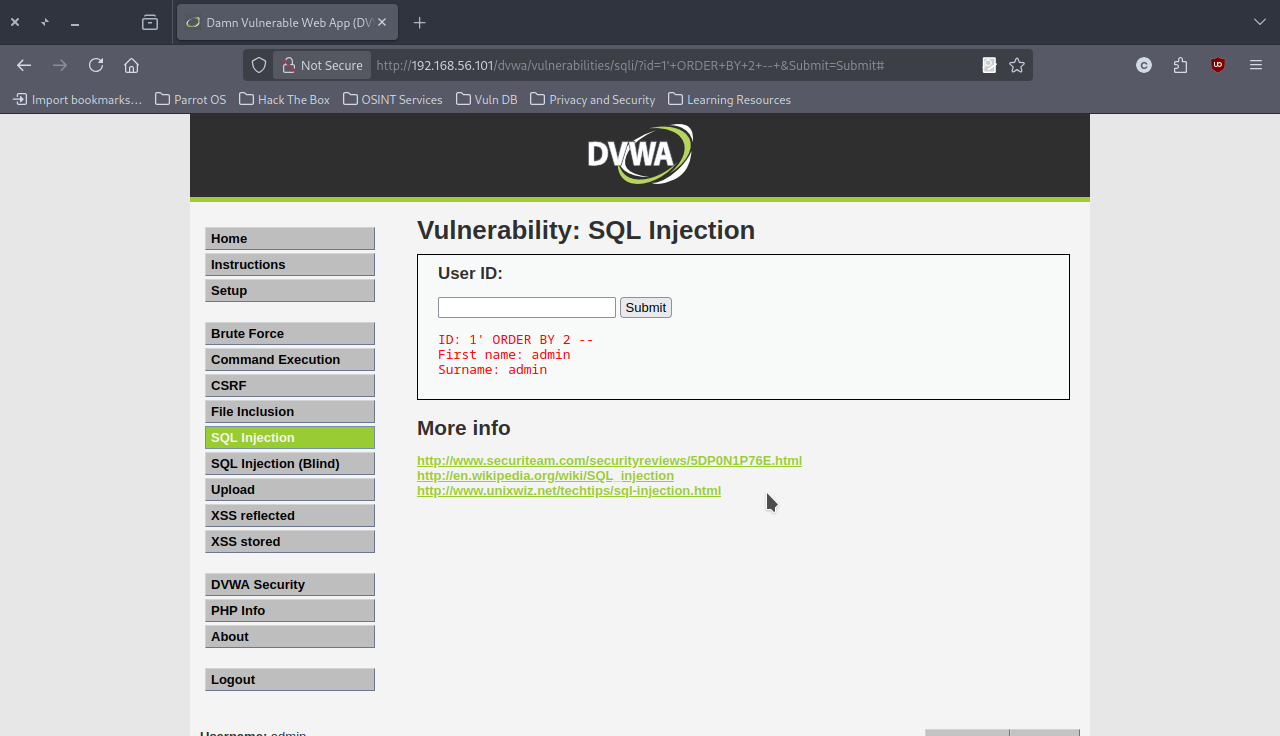 Damn Vulnerable Web App (DV
Not Secure
http://192.168.56.101/dvwa/vulnerabilities/sqli/?id=1'+ORDER+BY+2+--+&Submit=Submit#
C
Import bookmarks…
Parrot OS
Hack The Box
OSINT Services
Vuln DB
Privacy and Security
Learning Resources
DVWA
Home
Instructions
Setup
Brute Force
Command Execution
CSRF
File Inclusion
SQL Injection
SQL Injection (Blind)
Upload
XSS reflected
XSS stored
DVWA Security
PHP Info
About
Logout
Vulnerability: SQL Injection
User ID:
Submit
ID: 1' ORDER BY 2 --
First name: admin
Surname: admin
More info
http://www.securiteam.com/securityreviews/5DP0N1P76E.html
http://en.wikipedia.org/wiki/SQL_injection
http://www.unixwiz.net/techtips/sql-injection.html
Username: admin